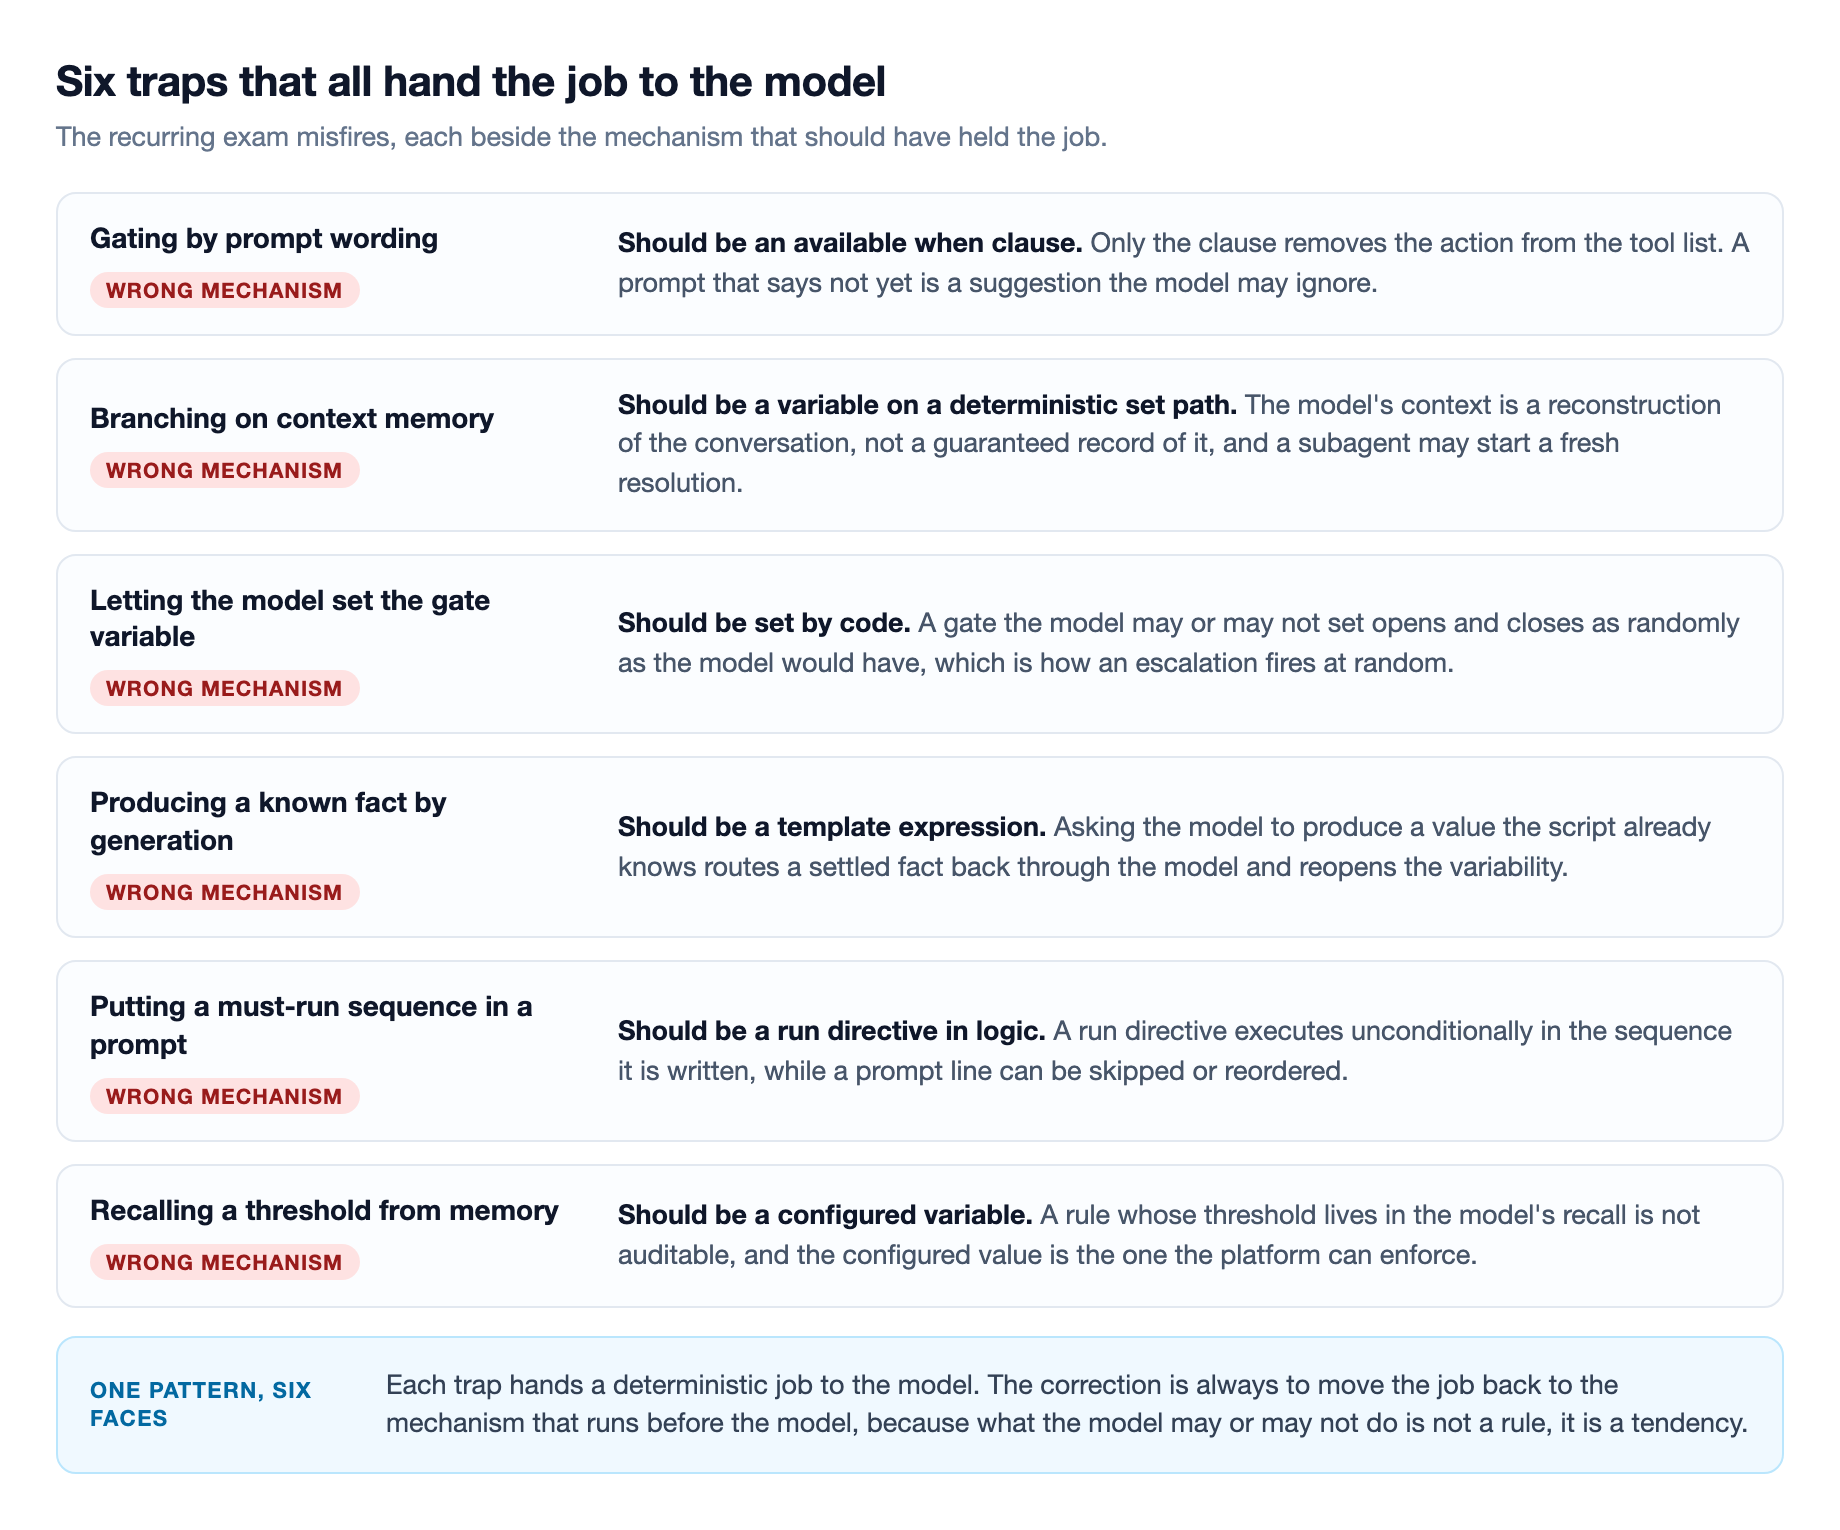 Six traps that all hand the job to the model
The recurring exam misfires, each beside the mechanism that should have held the job.
Gating by prompt wording
WRONG MECHANISM
Should be an available when clause. Only the clause removes the action from the tool list. A
prompt that says not yet is a suggestion the model may ignore.
Branching on context memory
WRONG MECHANISM
Should be a variable on a deterministic set path. The model's context is a reconstruction
of the conversation, not a guaranteed record of it, and a subagent may start a fresh
resolution.
Letting the model set the gate
variable
WRONG MECHANISM
Should be set by code. A gate the model may or may not set opens and closes as randomly
as the model would have, which is how an escalation fires at random.
Producing a known fact by
generation
WRONG MECHANISM
Should be a template expression. Asking the model to produce a value the script already
knows routes a settled fact back through the model and reopens the variability.
Putting a must-run sequence in a
prompt
WRONG MECHANISM
Should be a run directive in logic. A run directive executes unconditionally in the sequence
it is written, while a prompt line can be skipped or reordered.
Recalling a threshold from memory
WRONG MECHANISM
Should be a configured variable. A rule whose threshold lives in the model's recall is not
auditable, and the configured value is the one the platform can enforce.
ONE PATTERN, SIX
FACES
Each trap hands a deterministic job to the model. The correction is always to move the job back to the
mechanism that runs before the model, because what the model may or may not do is not a rule, it is a tendency.